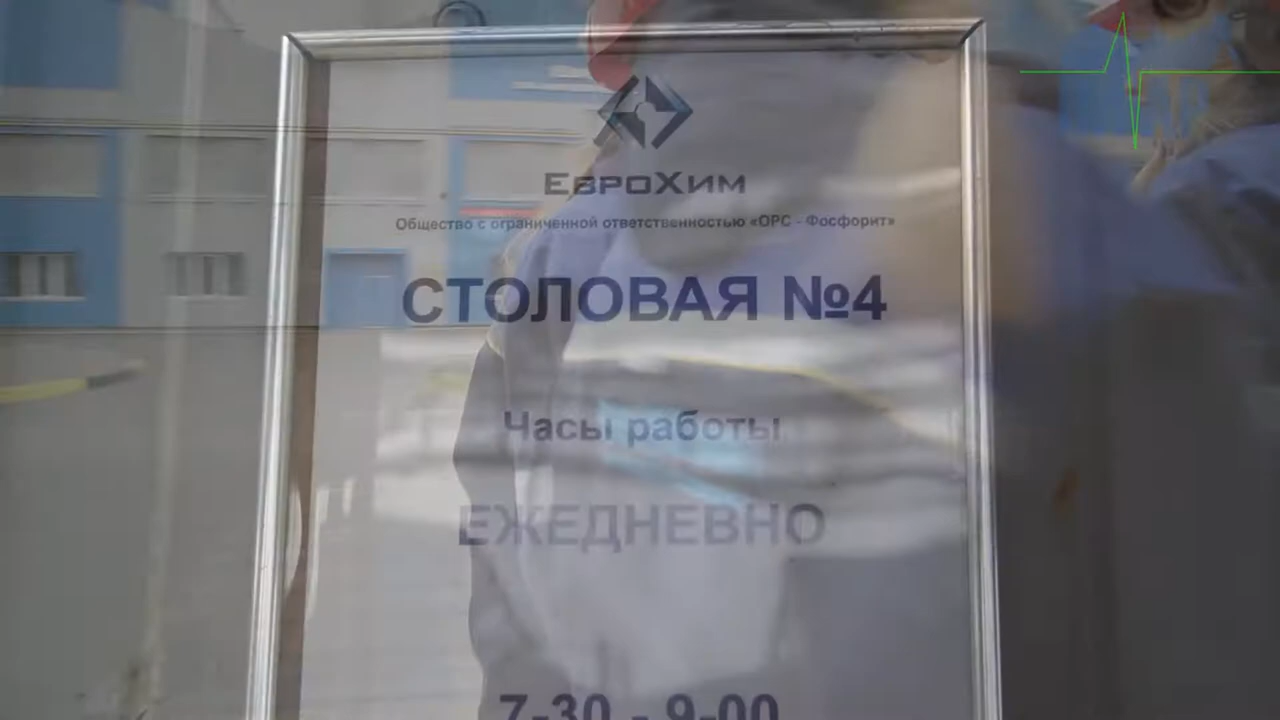 ЕвроХим
Общество с ограниченной ответственностью «ОРС - Фосфорит»
СТОЛОВАЯ №4
Часы работы
ЕЖЕДНЕВНО
7-30 - 9-00